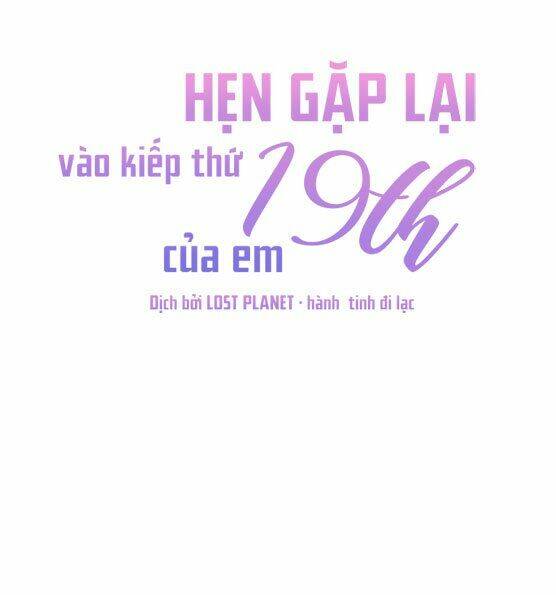 HẸN GẶP LẠI
vào kiếp thứ 19th
của em
Dịch bởi LOST PLANET · hành tinh đi lạc